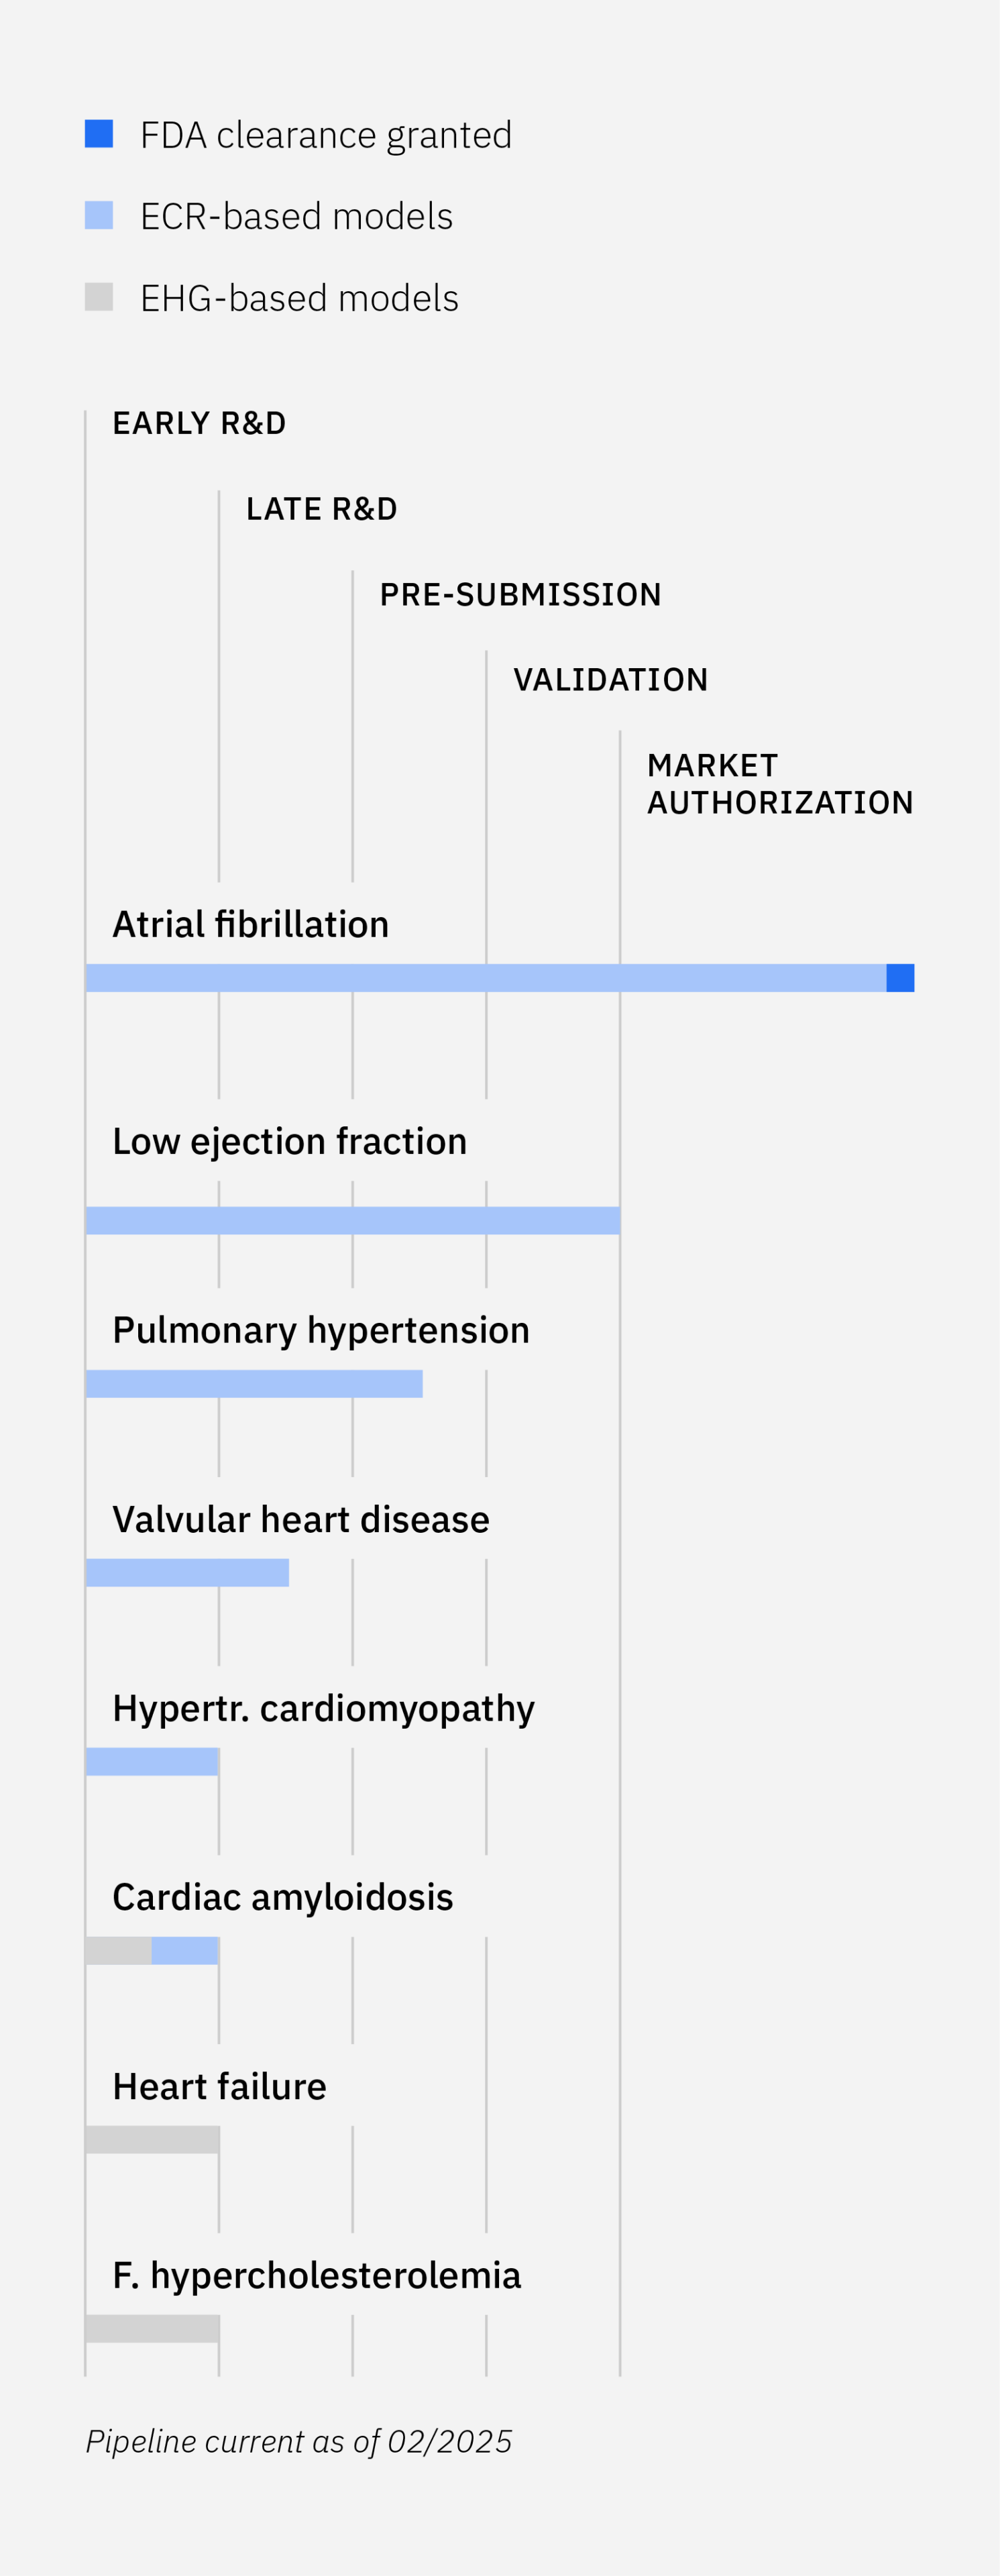 FDA clearance granted
ECR-based models
EHG-based models
EARLY R&D
LATE R&D
PRE-SUBMISSION
VALIDATION
MARKET
AUTHORIZATION
Atrial fibrillation
Low ejection fraction
Pulmonary hypertension
Valvular heart disease
Hypertr. cardiomyopathy
Cardiac amyloidosis
Heart failure
F. hypercholesterolemia
Pipeline current as of 02/2025